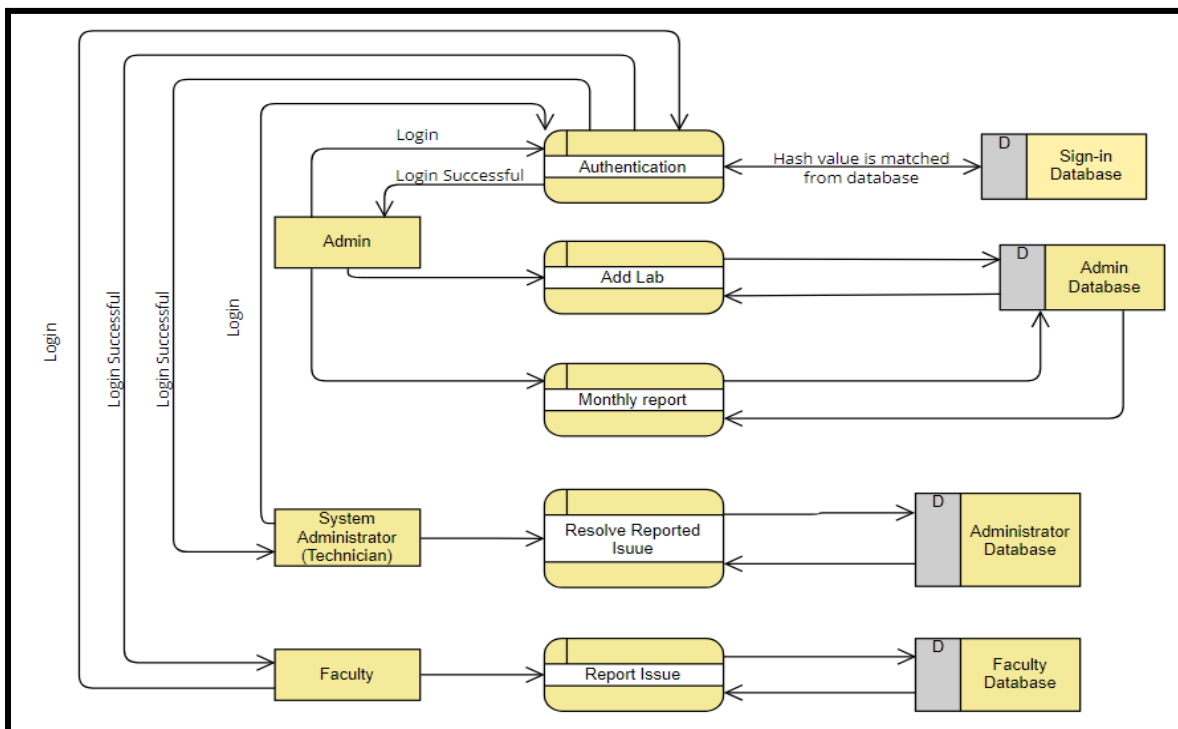 Login
Authentication
Hash value is matched
from database
D
Sign-in
Database
Login Successful
Admin
Add Lab
D
Admin
Database
Login
Login Successful
Login Successful
Login
Monthly report
System
Administrator
(Technician)
Resolve Reported
Isuue
D
Administrator
Database
Faculty
Report Issue
D
Faculty
Database